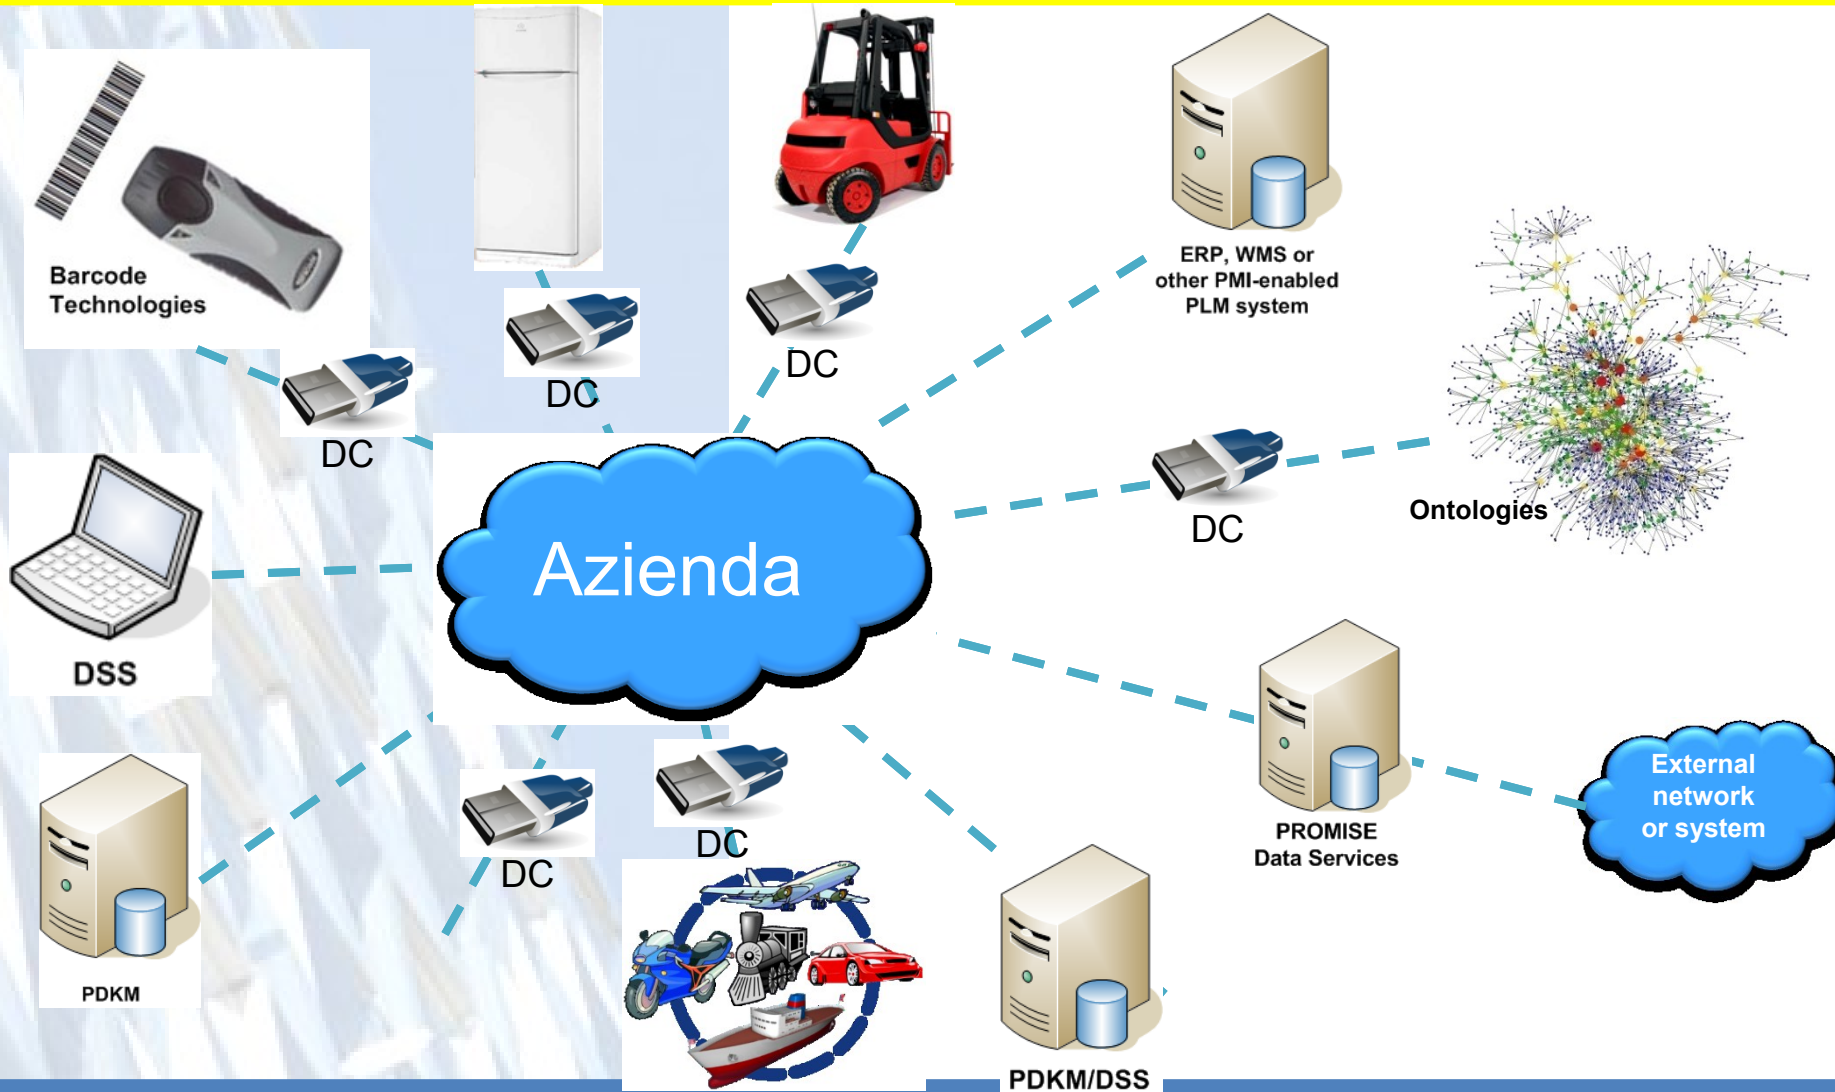 Barcode
Technologies
DC
DC
DC
ERP, WMS or
other PMI-enabled
PLM system
DC
Ontologies
DSS
Azienda
PDKM
DC
DC
PDKM/DSS
PROMISE
Data Services
External
network
or system